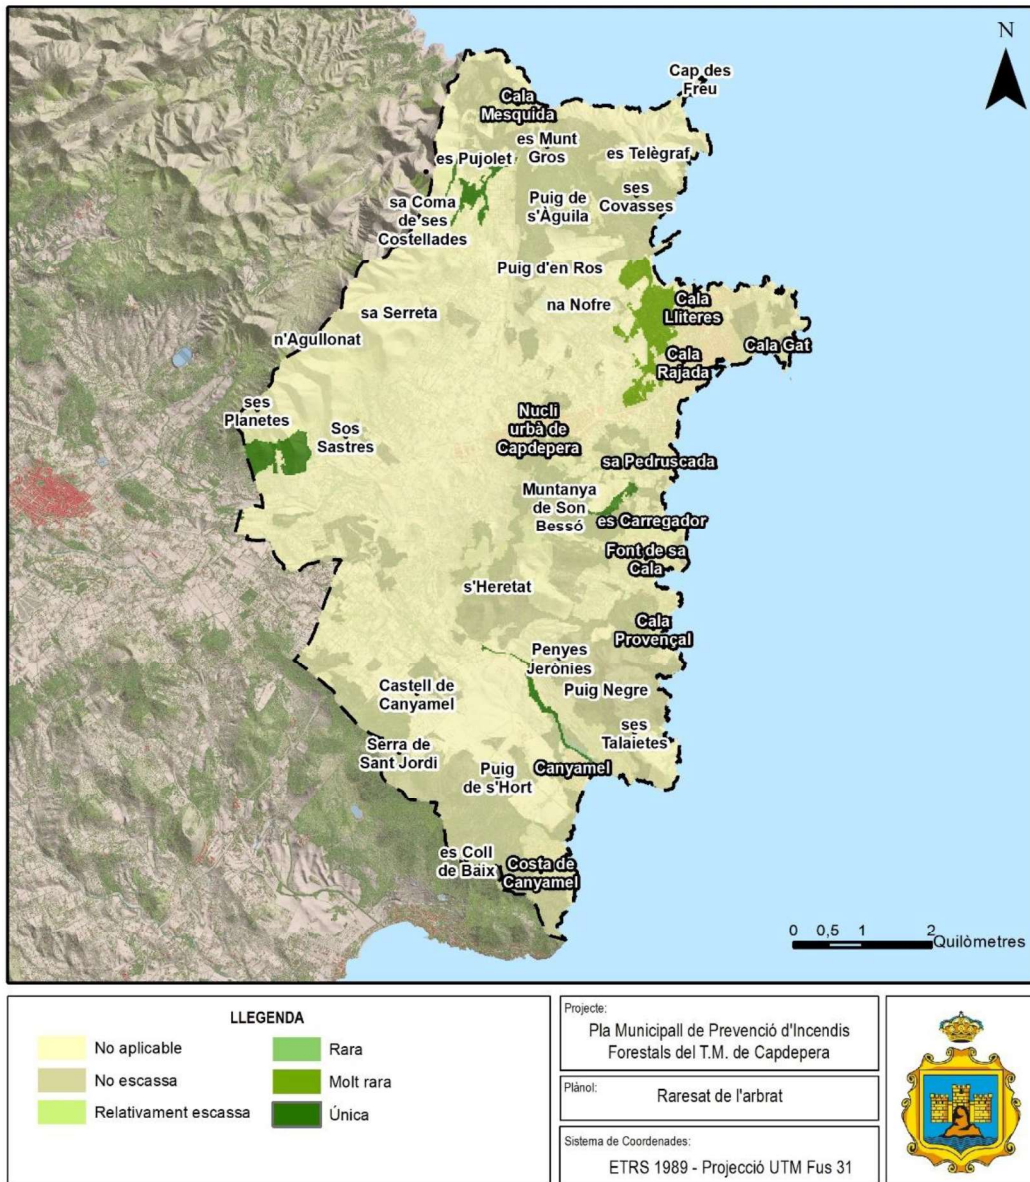 N
Cap des
Freu
Cala
Mesquida
es Munt
Gros
es Telègraf
es Pujolet
ses
Covasses
Puig de
s'Àguila
sa Coma
de ses
Costellades
Puig d'en Ros
na Nofre
Cala
Lliteres
sa Serreta
n'Agullonat
Cala Gat
Cala
Rajada
ses
Planetes
Sos
Sastres
Nucli
urbà de
Capdepera
sa Pedruscada
Muntanya
de Son
Bessó
es Carregador
Font de sa
Cala
s'Heretat
Cala
Provençal
Penyes
Jerònies
Castell de
Canyamel
Puig Negre
ses
Talaietes
Serra de
Sant Jordi
Puig
de s'Hort
Canyamel
es Coll
de Baix
Costa de
Canyamel
0 0,5 1 2
Quilòmetres
LLEGENDA
No aplicable
No escassa
Relativament escassa
Rara
Molt rara
Única
Projecte:
Pla Municipall de Prevenció d'Incendis
Forestals del T.M. de Capdepera
Plànol:
Raresat de l'arbrat
Sistema de Coordenades:
ETRS 1989 - Projecció UTM Fus 31